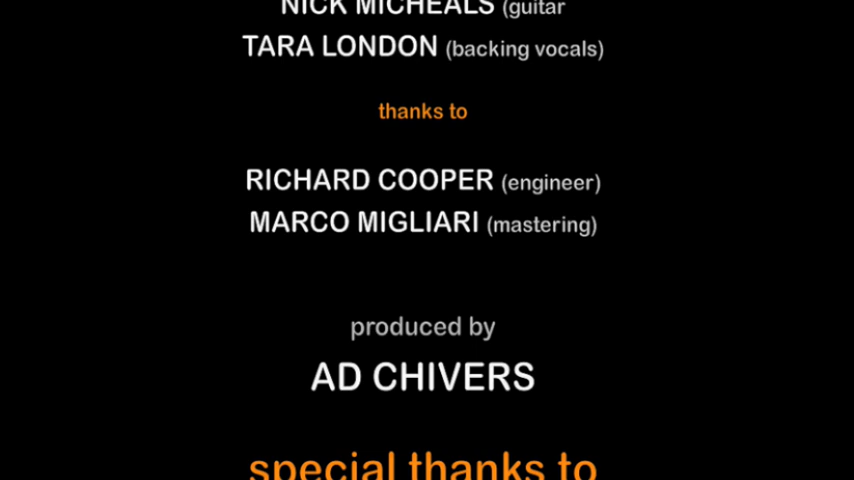 NICK MICHEALS (guitar
TARA LONDON (backing vocals)
thanks to
RICHARD COOPER (engineer)
MARCO MIGLIARI (mastering)
produced by
AD CHIVERS
special thanks to